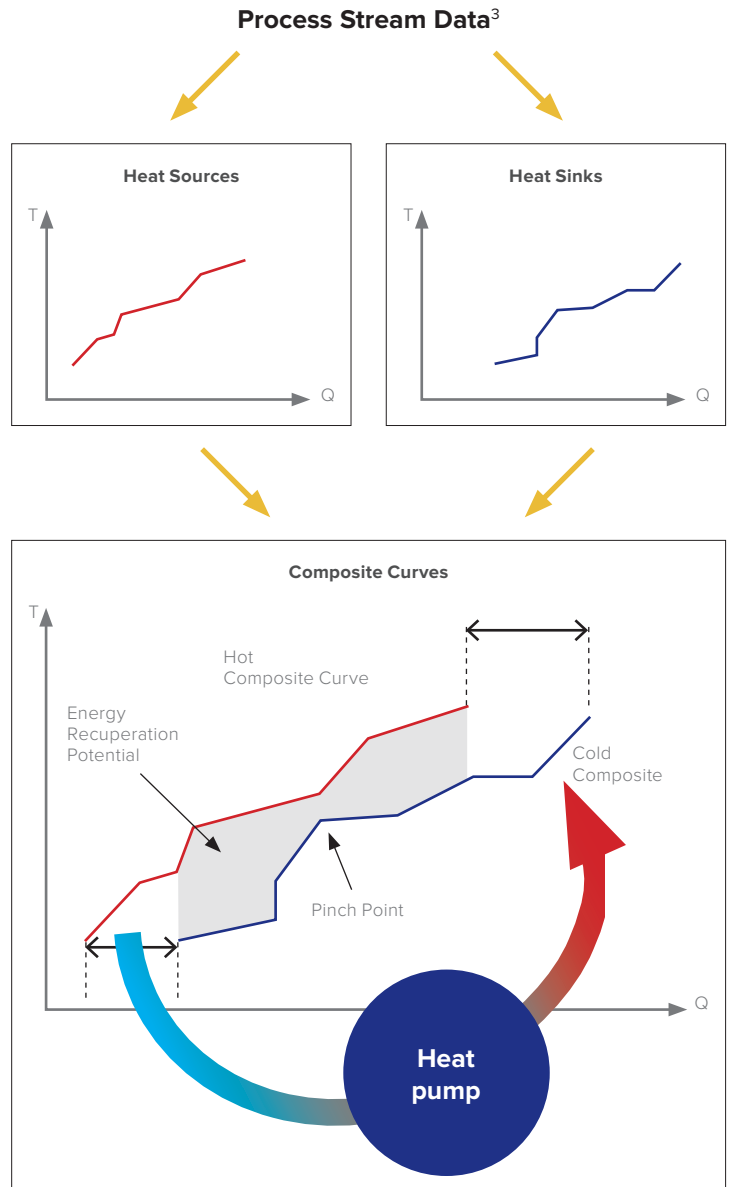 Process Stream Data³
Heat Sources
T
Q
Heat Sinks
T
Q
Composite Curves
T
Hot
Composite Curve
Energy
Recuperation
Potential
Cold
Composite
Pinch Point
Q
Heat
pump